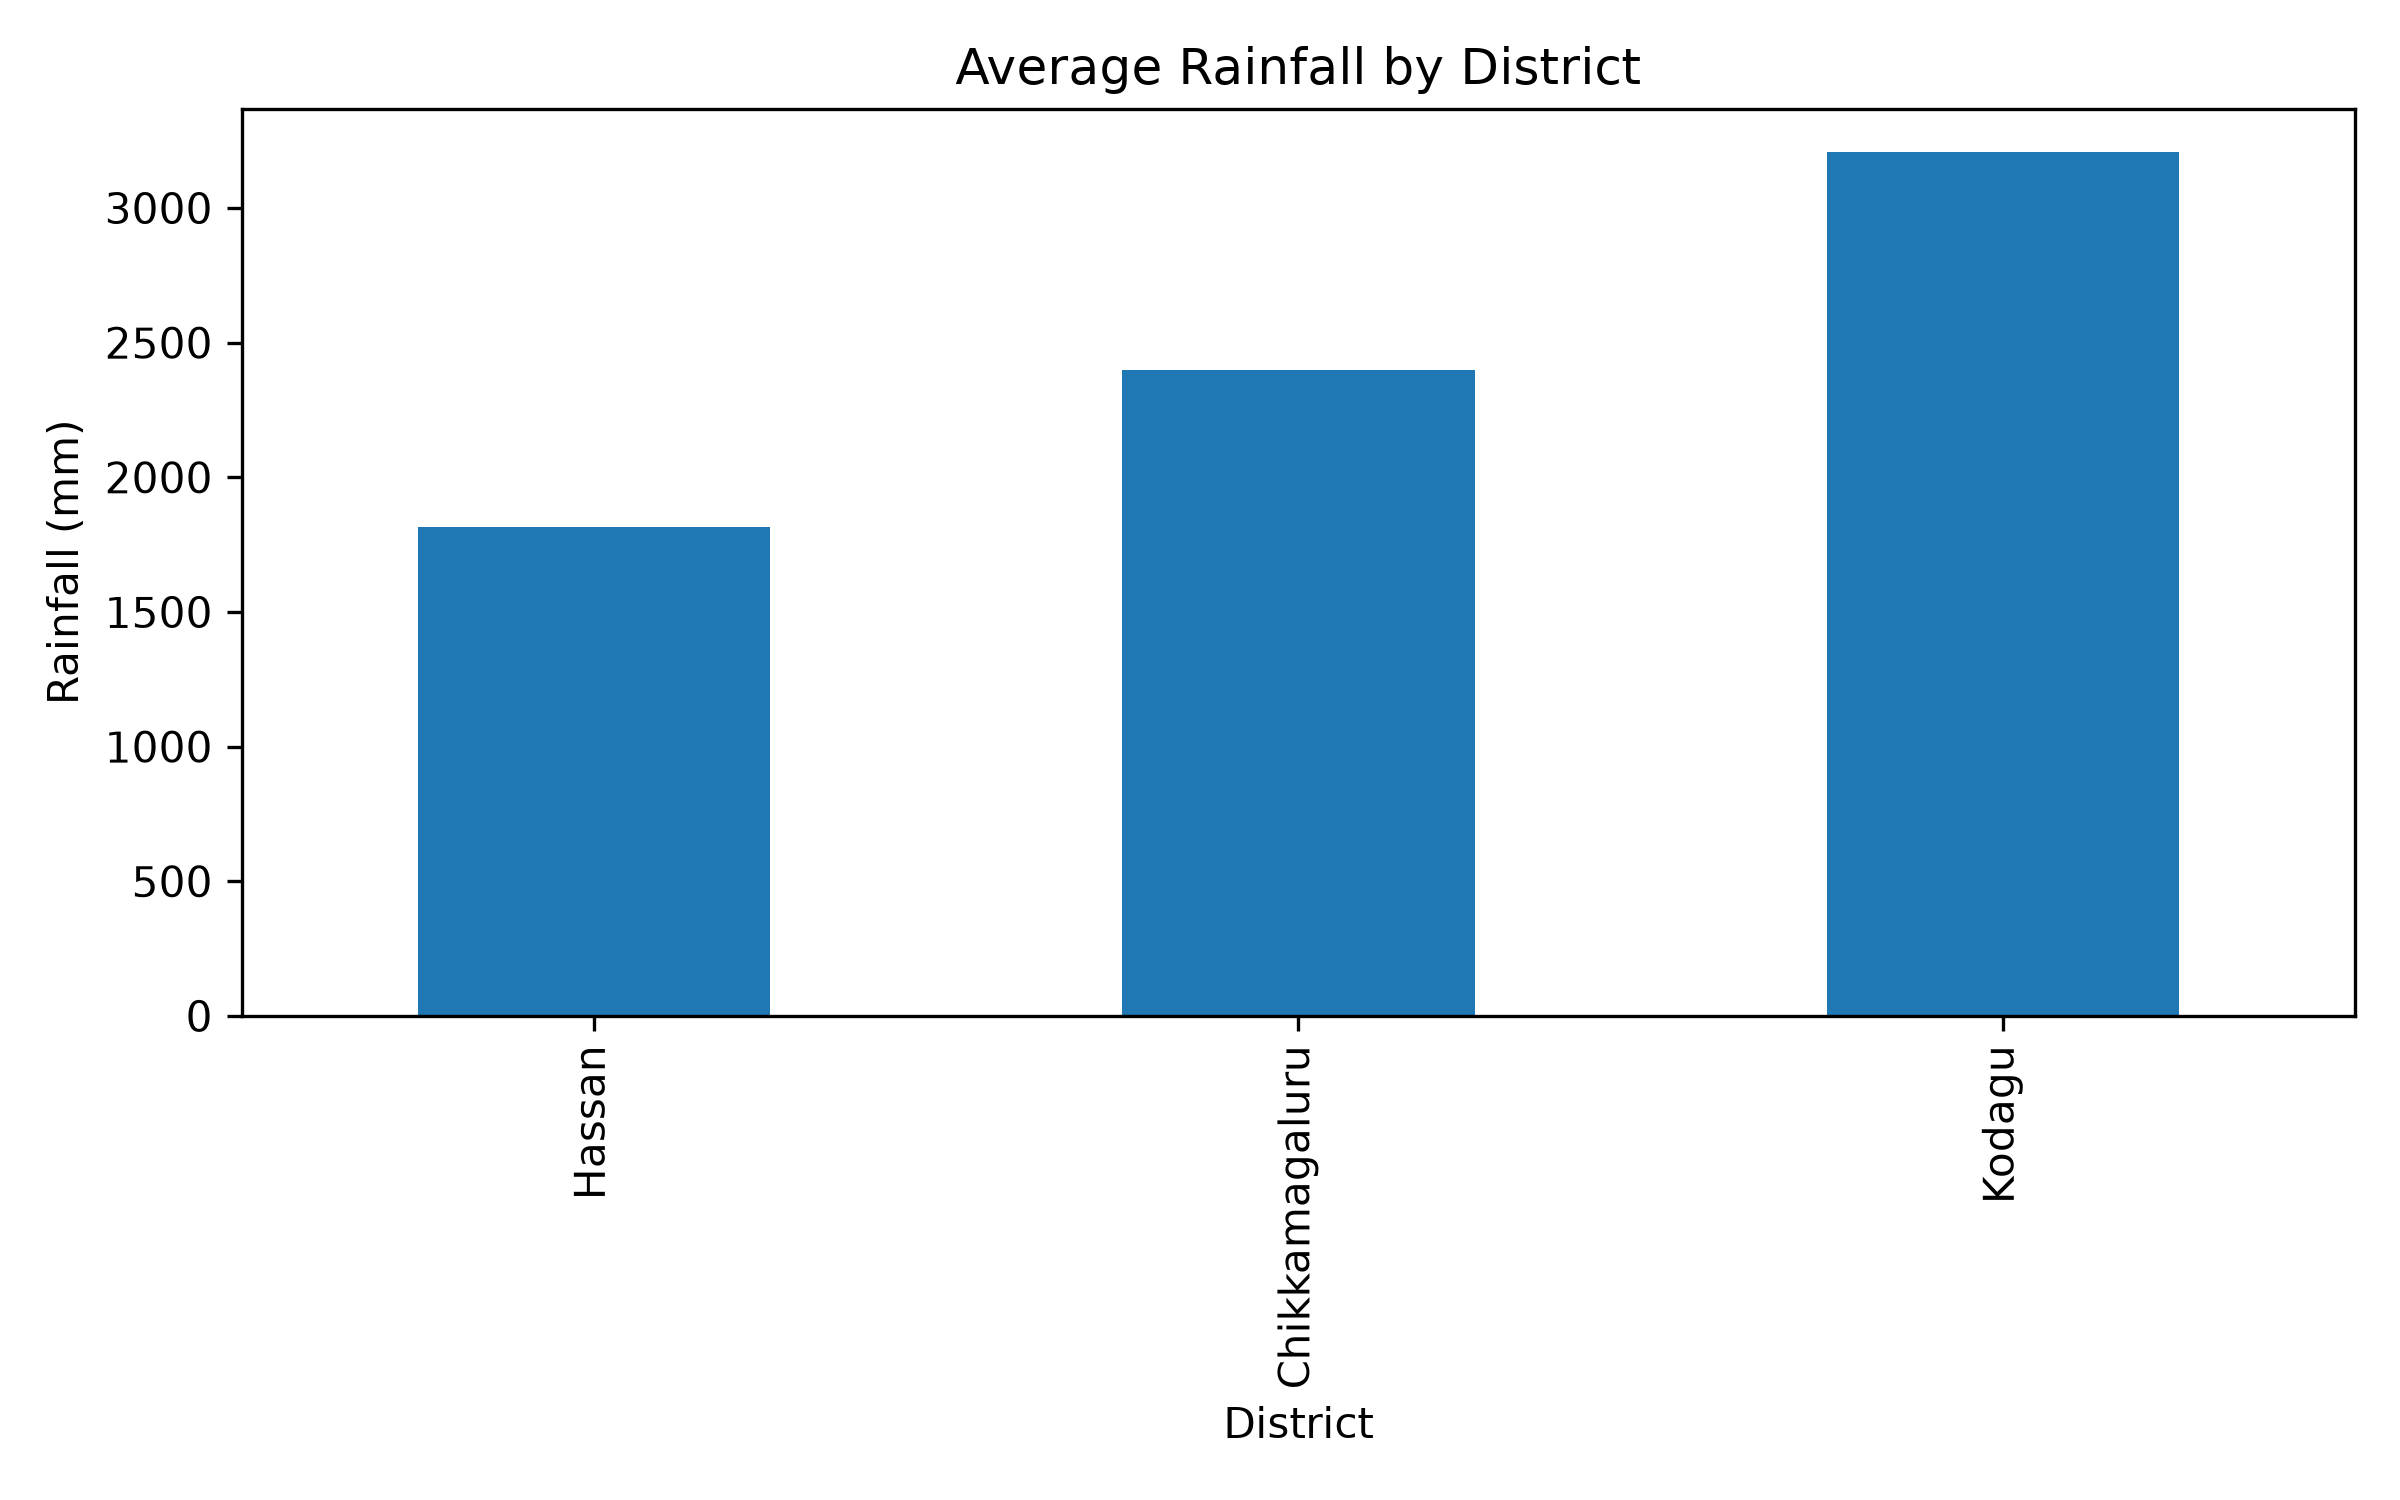 Average Rainfall by District
Rainfall (mm)
3000
2500
2000
1500
1000
500
0
Hassan
Chikkamagaluru
Kodagu
District